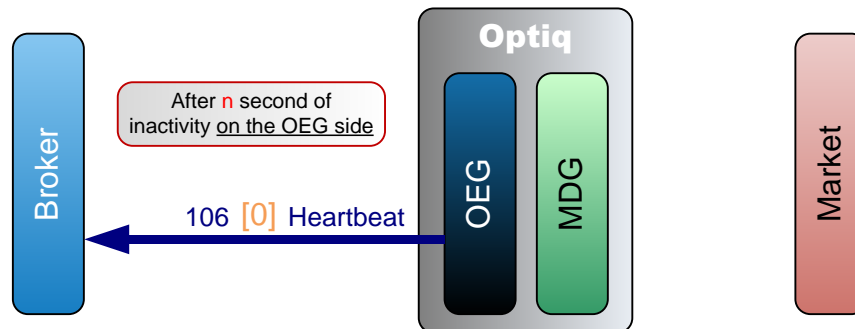 Optiq
After n second of
inactivity on the OEG side
Broker
106 [0] Heartbeat
OEG
MDG
Market